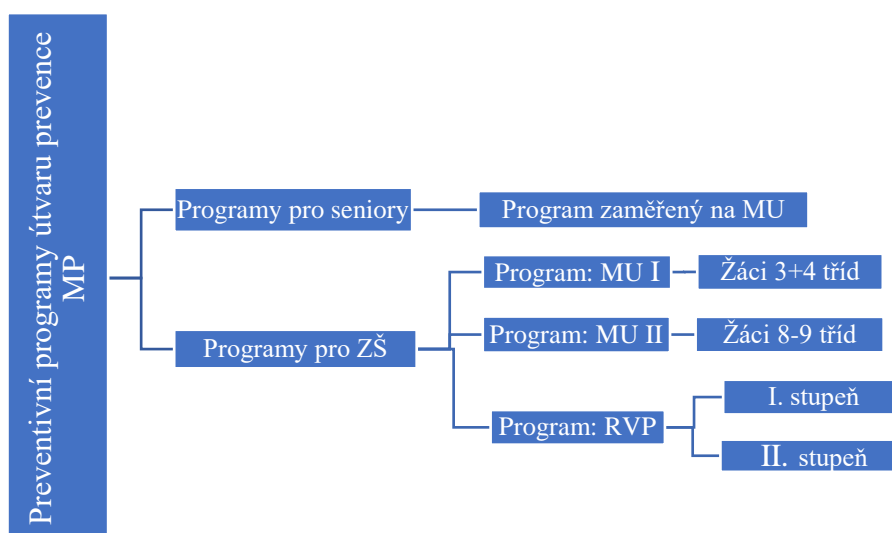 Preventivní programy útvaru prevence
MP
Programy pro seniory
Program zaměřený na MU
Programy pro ZŠ
Program: MU I
Žáci 3+4 tříd
Program: MU II
Žáci 8-9 tříd
Program: RVP
I. stupeň
II. stupeň